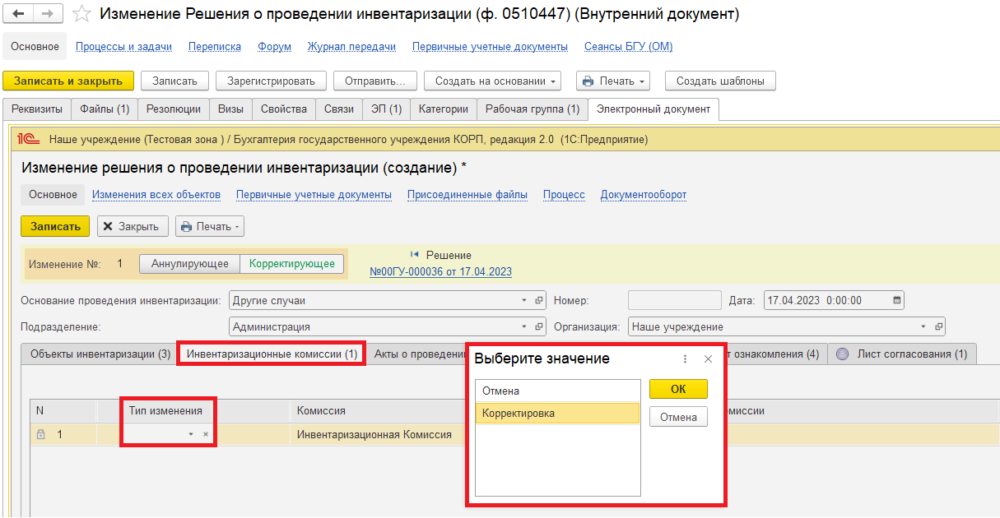 Изменение Решения о проведении инвентаризации (ф. 0510447) (Внутренний документ)
Основное Процессы и задачи Переписка Форум Журнал передачи Первичные учетные документы Сеансы БГУ (ОМ)
Записать и закрыть Записать Зарегистрировать Отправить... Создать на основании Печать Создать шаблоны
Реквизиты Файлы (1) Резолюции Визы Свойства Связи ЭП (1) Категории Рабочая группа (1) Электронный документ
1С Наше учреждение (Тестовая зона ) / Бухгалтерия государственного учреждения КОРП, редакция 2.0 (1С:Предприятие)
Изменение решения о проведении инвентаризации (создание) *
Основное Изменения всех объектов Первичные учетные документы Присоединенные файлы Процесс Документооборот
Записать Закрыть Печать
Решение
Изменение №: 1 Аннулирующее Корректирующее
№00ГУ-000036 от 17.04.2023
Основание проведения инвентаризации: Другие случаи Номер: Дата: 17.04.2023 0:00:00
Подразделение: Администрация Организация: Наше учреждение
Объекты инвентаризации (3) Инвентаризационные комиссии (1) Акты о проведении Выберите значение т ознакомления (4) Лист согласования (1)
Отмена ОК
N Тип изменения Комиссия Корректировка Отмена миссии
1 Инвентаризационная Комиссия